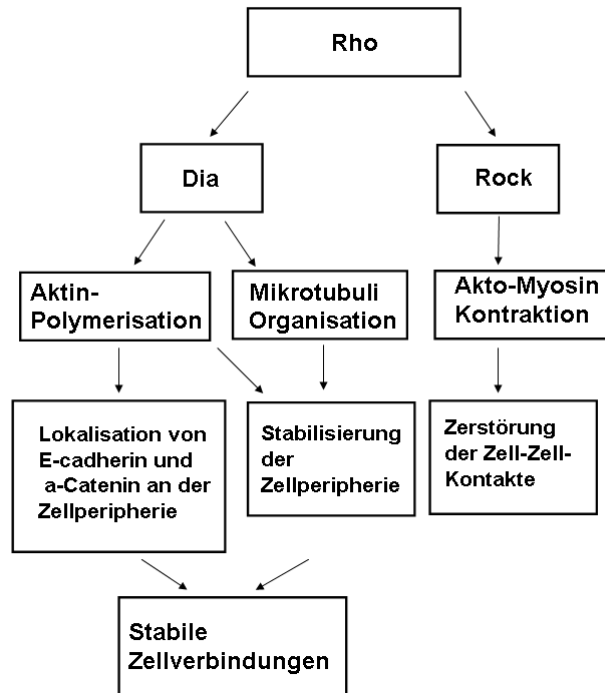 Rho
Dia
Rock
Aktin-
Polymerisation
Mikrotubuli
Organisation
Akto-Myosin
Kontraktion
Lokalisation von
E-cadherin und
a-Catenin an der
Zellperipherie
Stabilisierung
der
Zellperipherie
Zerstörung
der Zell-Zell-
Kontakte
Stabile
Zellverbindungen